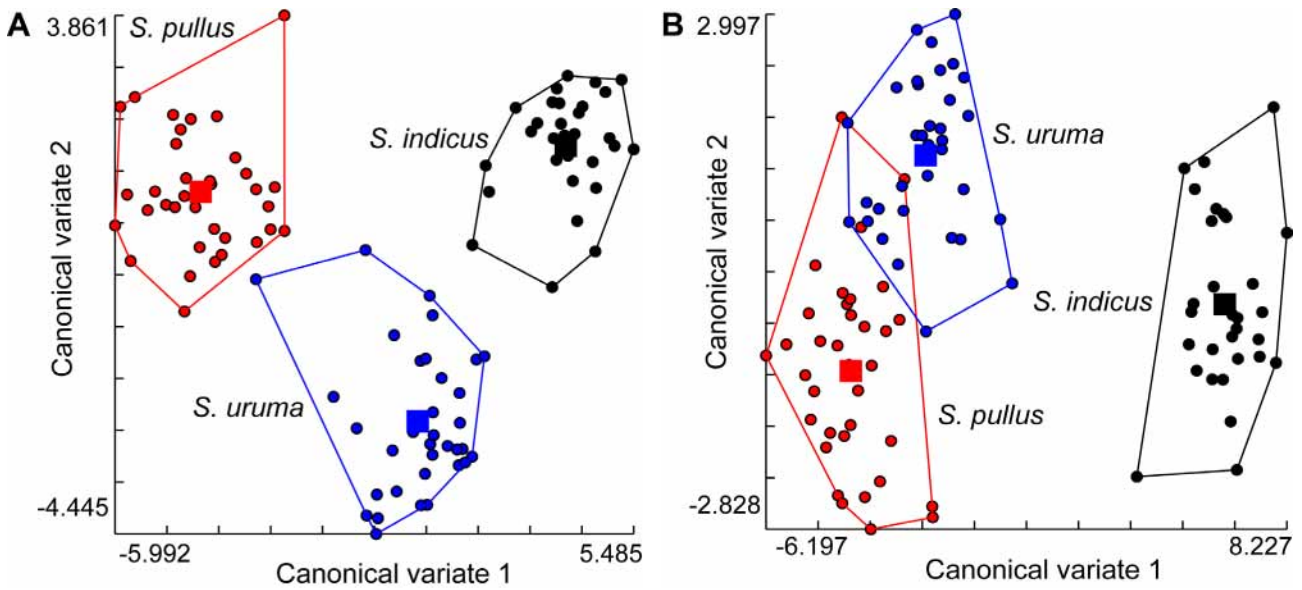 A
3.861
S. pullus
S. indicus
Canonical variate 2
S. uruma
-4.445
-5.992
5.485
Canonical variate 1
B
2.997
S. uruma
Canonical variate 2
S. indicus
S. pullus
-2.828
-6.197
8.227
Canonical variate 1